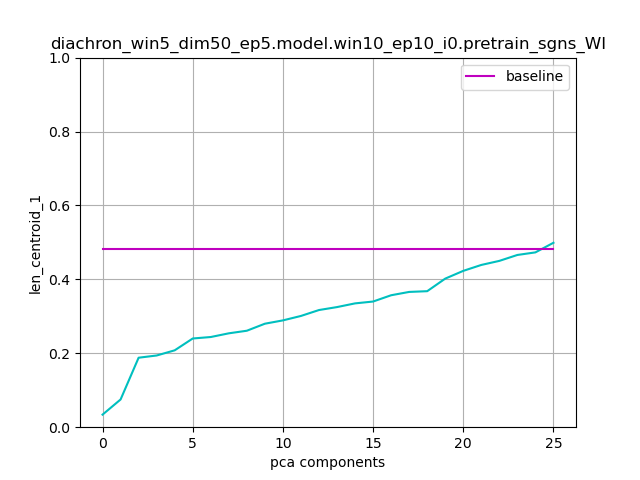 diachron_win5_dim50_ep5.model.win10_ep10_i0.pretrain_sgns_WI
baseline
1.0
0.8
0.6
0.4
0.2
0.0
len_centroid_1
0 5 10 15 20 25
pca components